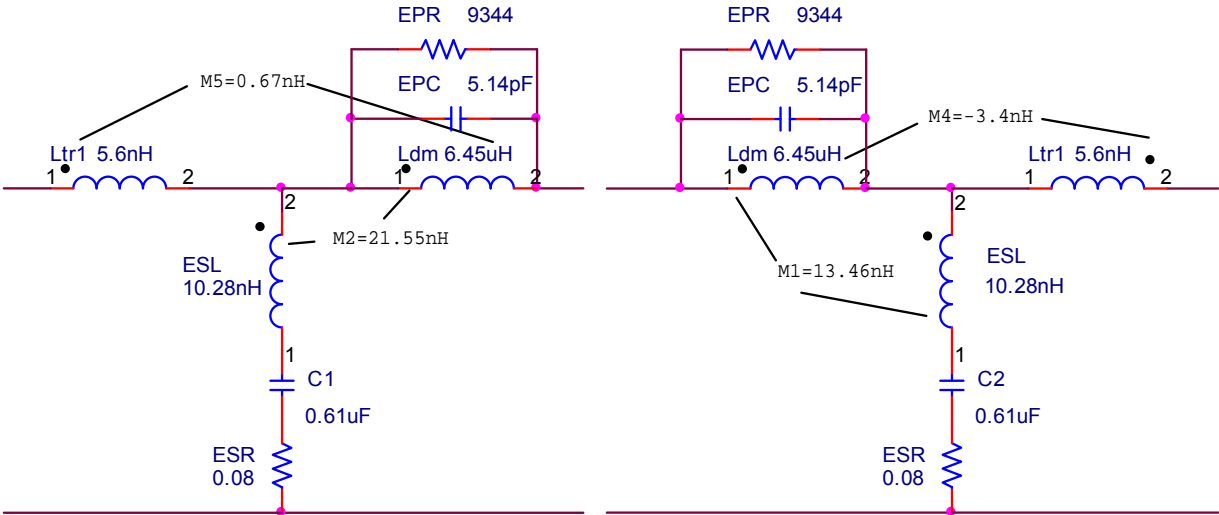 EPR 9344
EPC 5.14pF
M5=0.67nH
Ltr1 5.6nH
Ldm 6.45uH
1 2
1 2
2
M2=21.55nH
ESL
10.28nH
1
C1
0.61uF
ESR
0.08
EPR 9344
EPC 5.14pF
M4=-3.4nH
Ldm 6.45uH
Ltr1 5.6nH
1 2
1 2
2
M1=13.46nH
ESL
10.28nH
1
C2
0.61uF
ESR
0.08